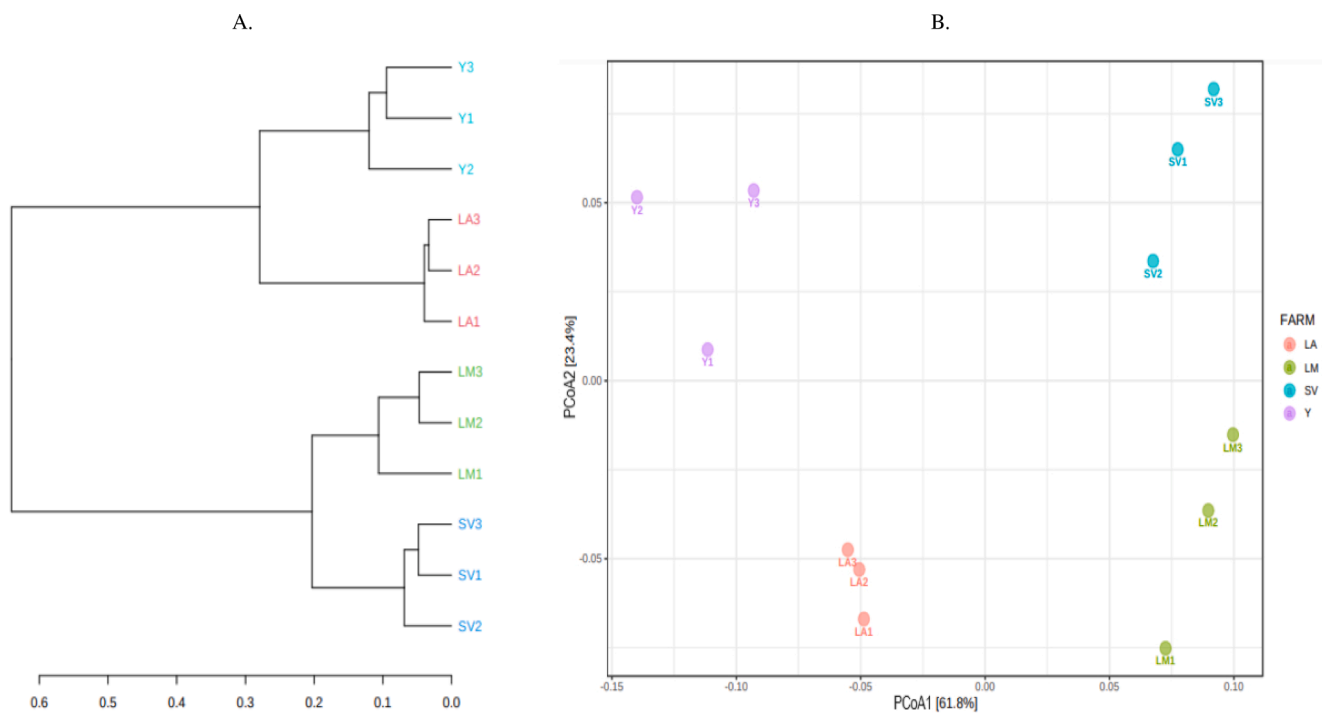 A.
B.
Y3
Y1
Y2
LA3
LA2
LA1
LM3
LM2
LM1
SV3
SV1
SV2
0.6 0.5 0.4 0.3 0.2 0.1 0.0
PCoA2 [23.4%]
0.05
0.00
-0.05
SV3
SV1
Y2 Y3
SV2
Y1
LM3
LM2
LA3
LA2
LA1
LM1
-0.15 -0.10 -0.05 0.00 0.05 0.10
PCoA1 [61.8%]
FARM
a LA
a LM
a SV
a Y